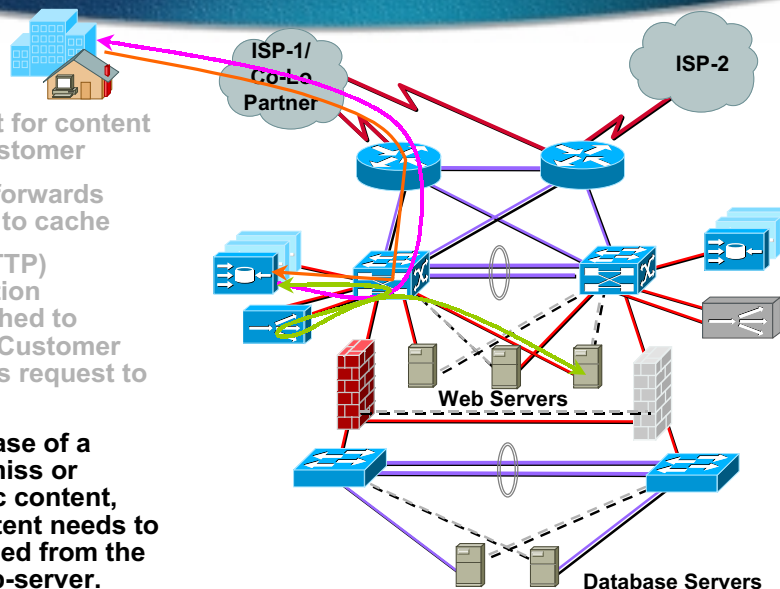 ISP-1/
Co-Lo
Partner
ISP-2
t for content
stomer
forwards
to cache
TTP)
tion
hed to
Customer
s request to
ase of a
miss or
c content,
tent needs to
ed from the
o-server.
Web Servers
Database Servers